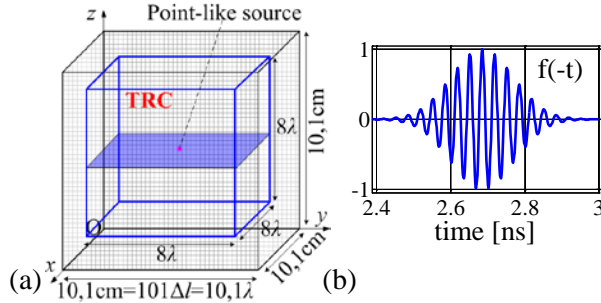 z
Point-like source
TRC
8λ
10,1cm
O
y
8λ
8λ
x
10,1cm
10,1cm=101Δl=10,1λ
(a)
1
0
-1
f(-t)
2.4
2.6
2.8
3
time [ns]
(b)